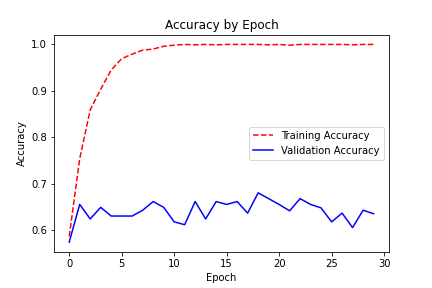 Accuracy by Epoch
1.0
0.9
0.8
0.7
0.6
Accuracy
Training Accuracy
Validation Accuracy
0 5 10 15 20 25 30
Epoch